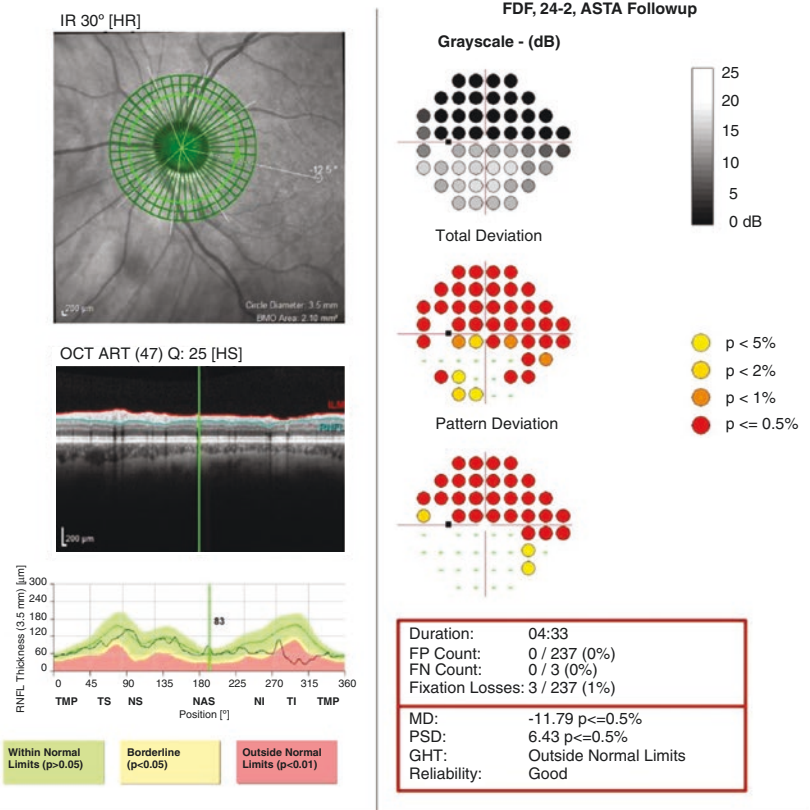 IR 30° [HR]
-12.5°
200 µm
Circle Diameter: 3.5 mm
BMO Area: 2.10 mm²
OCT ART (47) Q: 25 [HS]
ILM
RNFL
200 µm
RNFL Thickness (3.5 mm) [µm]
300
240
180
120
60
0
83
0 45 90 135 180 225 270 315 360
TMP TS NS NAS NI TI TMP
Position [°]
Within Normal
Limits (p>0.05)
Borderline
(p<0.05)
Outside Normal
Limits (p<0.01)
FDF, 24-2, ASTA Followup
Grayscale - (dB)
25
20
15
10
5
0 dB
Total Deviation
p < 5%
p < 2%
p < 1%
p <= 0.5%
Pattern Deviation
Duration: 04:33
FP Count: 0 / 237 (0%)
FN Count: 0 / 3 (0%)
Fixation Losses: 3 / 237 (1%)
MD: -11.79 p<=0.5%
PSD: 6.43 p<=0.5%
GHT: Outside Normal Limits
Reliability: Good